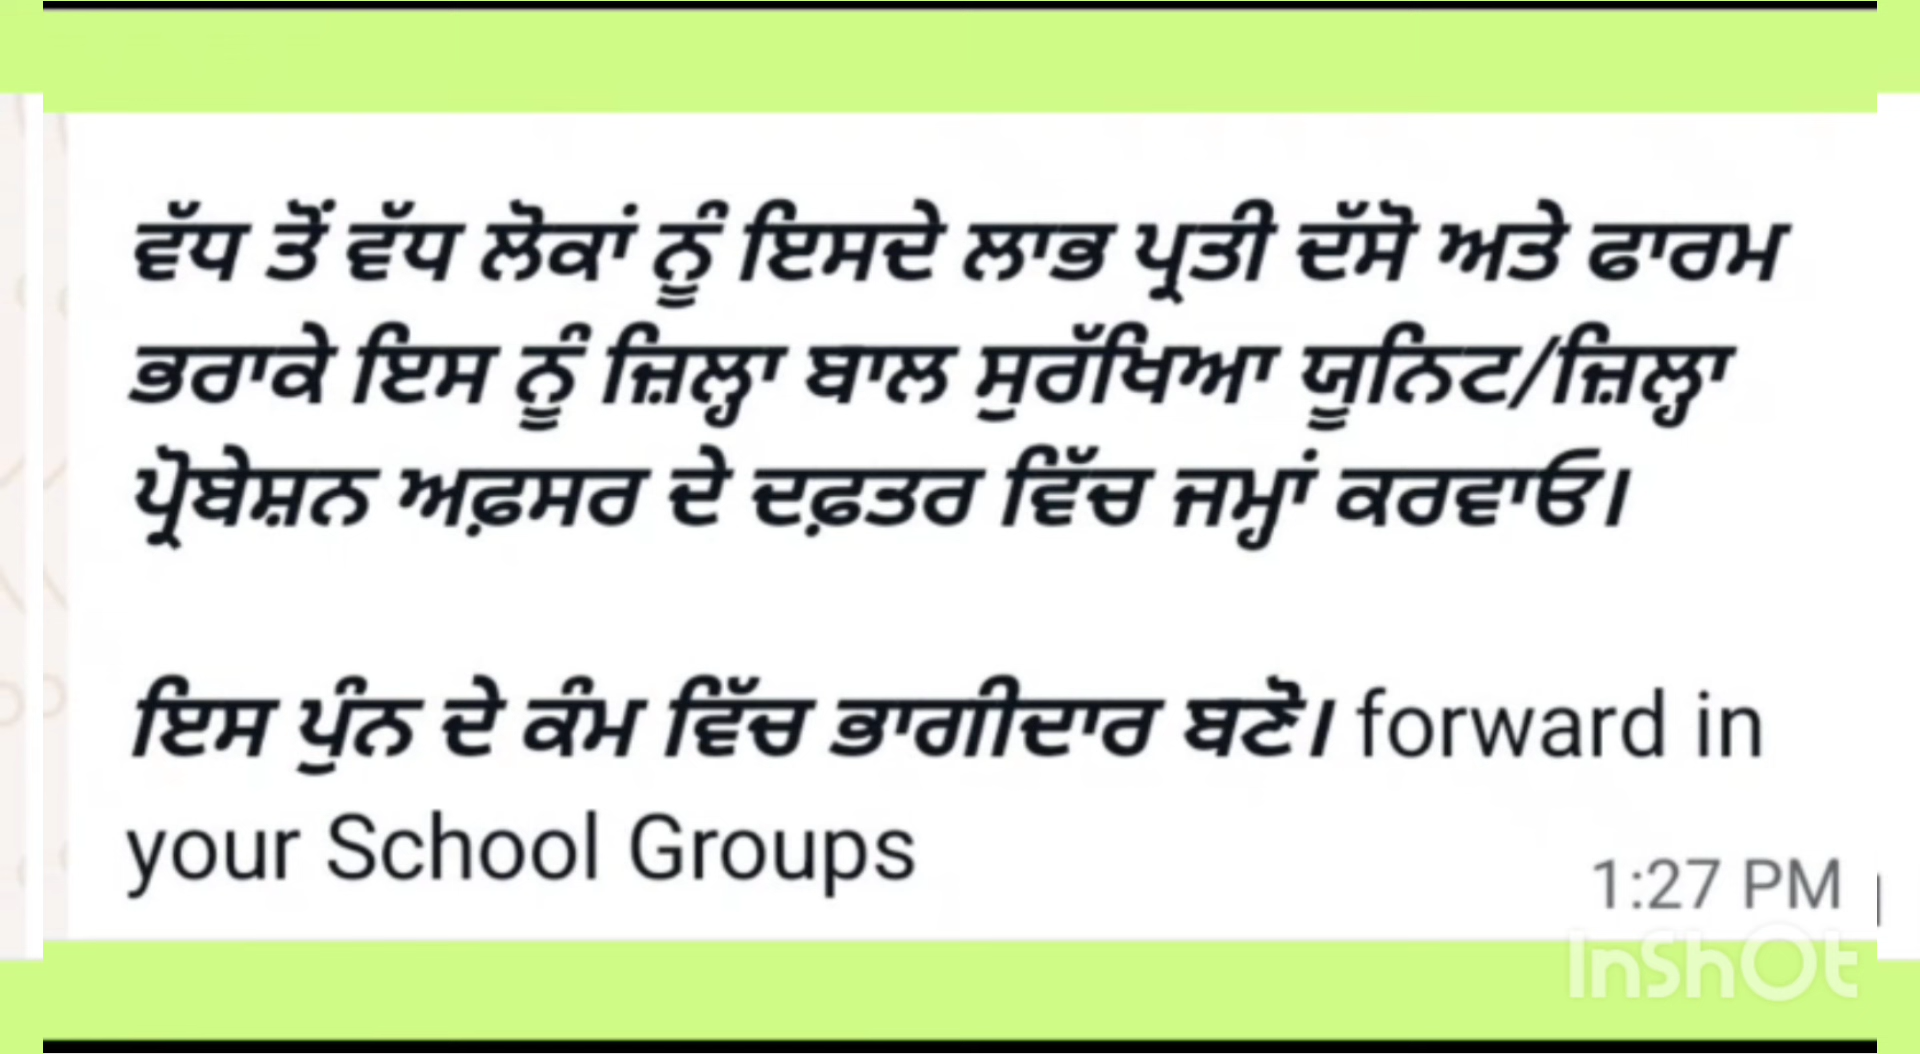 ਵੱਧ ਤੋਂ ਵੱਧ ਲੋਕਾਂ ਨੂੰ ਇਸਦੇ ਲਾਭ ਪ੍ਰਤੀ ਦੱਸੋ ਅਤੇ ਫਾਰਮ
ਭਰਾਕੇ ਇਸ ਨੂੰ ਜ਼ਿਲ੍ਹਾ ਬਾਲ ਸੁਰੱਖਿਆ ਯੂਨਿਟ/ਜ਼ਿਲ੍ਹਾ
ਪ੍ਰੋਬੇਸ਼ਨ ਅਫ਼ਸਰ ਦੇ ਦਫ਼ਤਰ ਵਿੱਚ ਜਮ੍ਹਾਂ ਕਰਵਾਓ।
ਇਸ ਪੁੰਨ ਦੇ ਕੰਮ ਵਿੱਚ ਭਾਗੀਦਾਰ ਬਣੋ। forward in
your School Groups
1:27 PM
InShOt